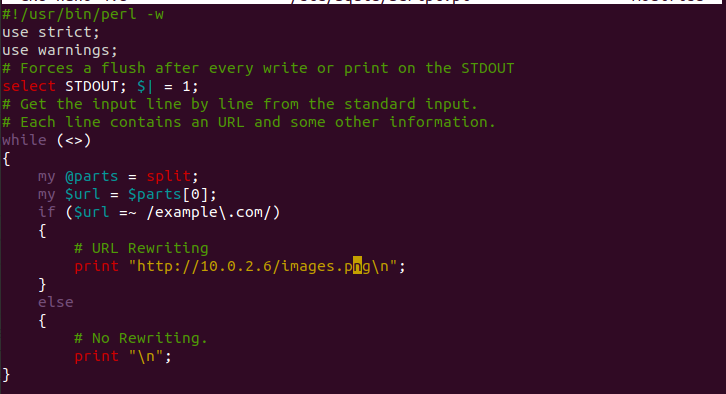 #!/usr/bin/perl -w
use strict;
use warnings;
# Forces a flush after every write or print on the STDOUT
select STDOUT; $| = 1;
# Get the input line by line from the standard input.
# Each line contains an URL and some other information.
while (<>)
{
    my @parts = split;
    my $url = $parts[0];
    if ($url =~ /example\.com/)
    {
        # URL Rewriting
        print "http://10.0.2.6/images.png\n";
    }
    else
    {
        # No Rewriting.
        print "\n";
    }
}